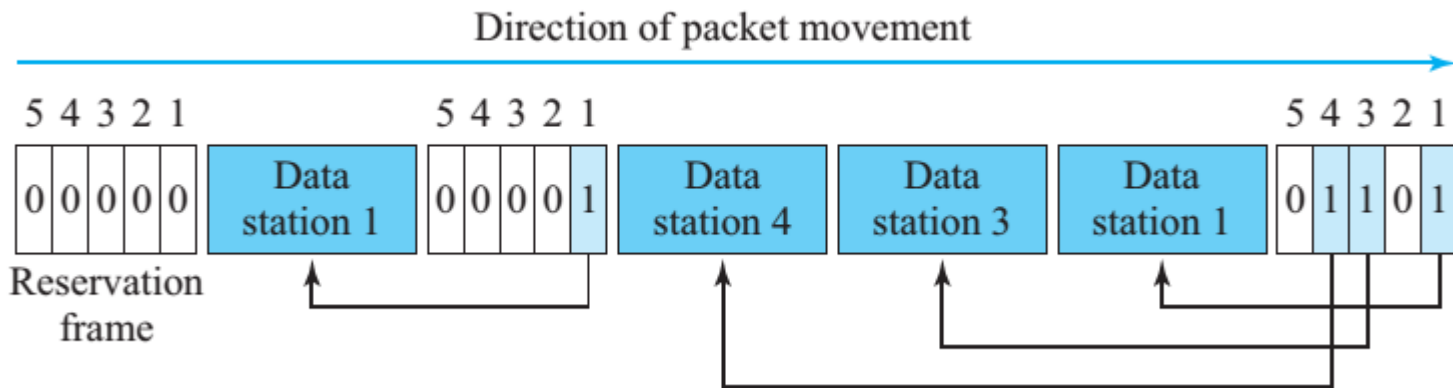 Direction of packet movement
5 4 3 2 1 5 4 3 2 1 5 4 3 2 1
0 0 0 0 0 Data station 1 0 0 0 0 1 Data station 4 Data station 3 Data station 1 0 1 1 0 1
Reservation
frame